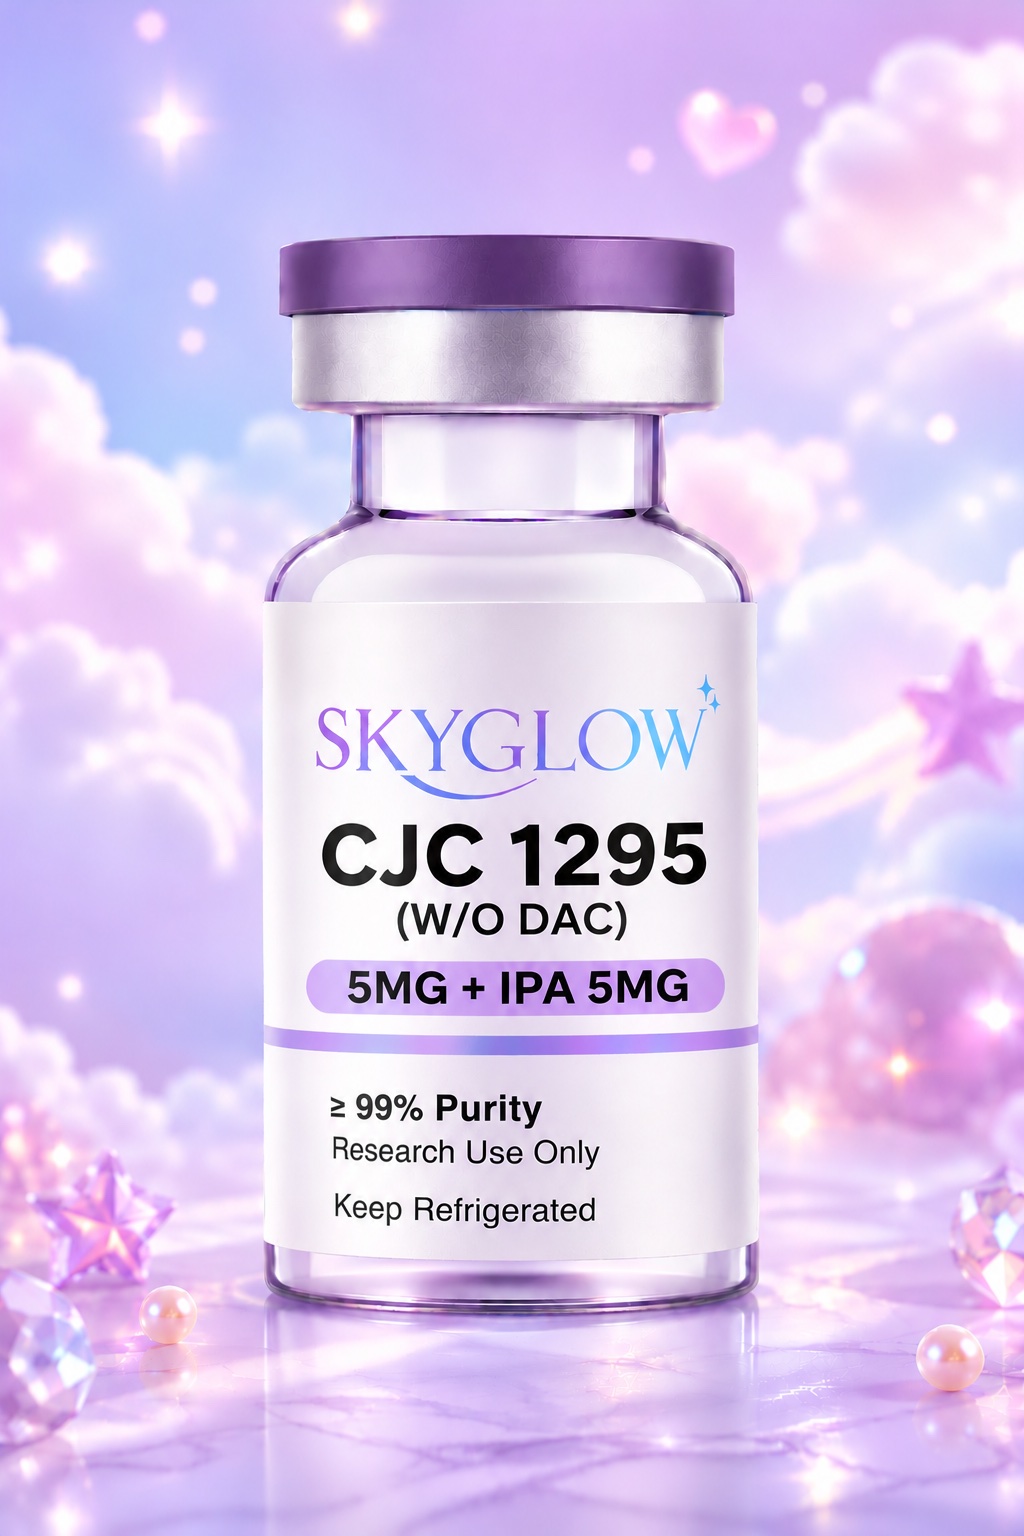 SKYGLOW
CJC 1295
(W/O DAC)
5MG + IPA 5MG
≥ 99% Purity
Research Use Only
Keep Refrigerated